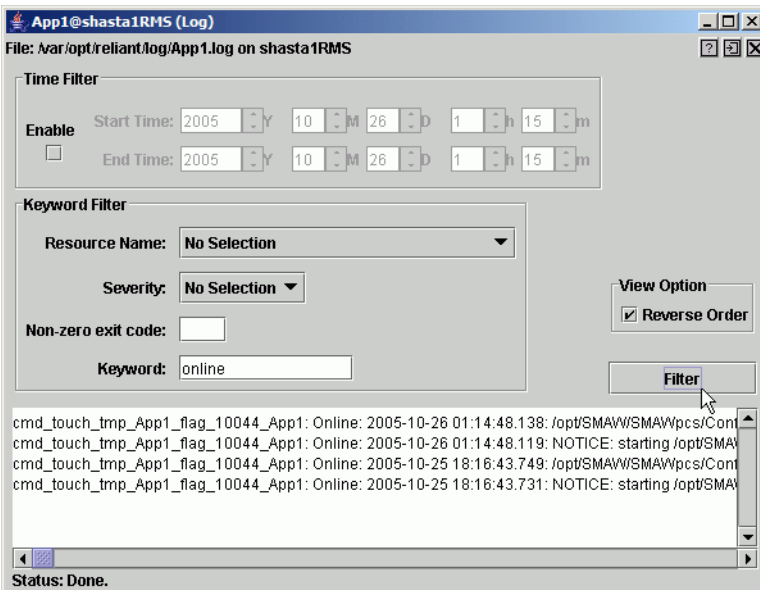 App1@shasta1RMS (Log)
File: /var/opt/reliant/log/App1.log on shasta1RMS
Time Filter
Enable
Start Time: 2005 Y 10 M 26 D 1 h 15 m
End Time: 2005 Y 10 M 26 D 1 h 15 m
Keyword Filter
Resource Name: No Selection
Severity: No Selection
Non-zero exit code:
Keyword: online
View Option
Reverse Order
Filter
cmd_touch_tmp_App1_flag_10044_App1: Online: 2005-10-26 01:14:48.138: /opt/SMAW/SMAWpcs/Conf
cmd_touch_tmp_App1_flag_10044_App1: Online: 2005-10-26 01:14:48.119: NOTICE: starting /opt/SMAW
cmd_touch_tmp_App1_flag_10044_App1: Online: 2005-10-25 18:16:43.749: /opt/SMAW/SMAWpcs/Conf
cmd_touch_tmp_App1_flag_10044_App1: Online: 2005-10-25 18:16:43.731: NOTICE: starting /opt/SMAW
Status: Done.